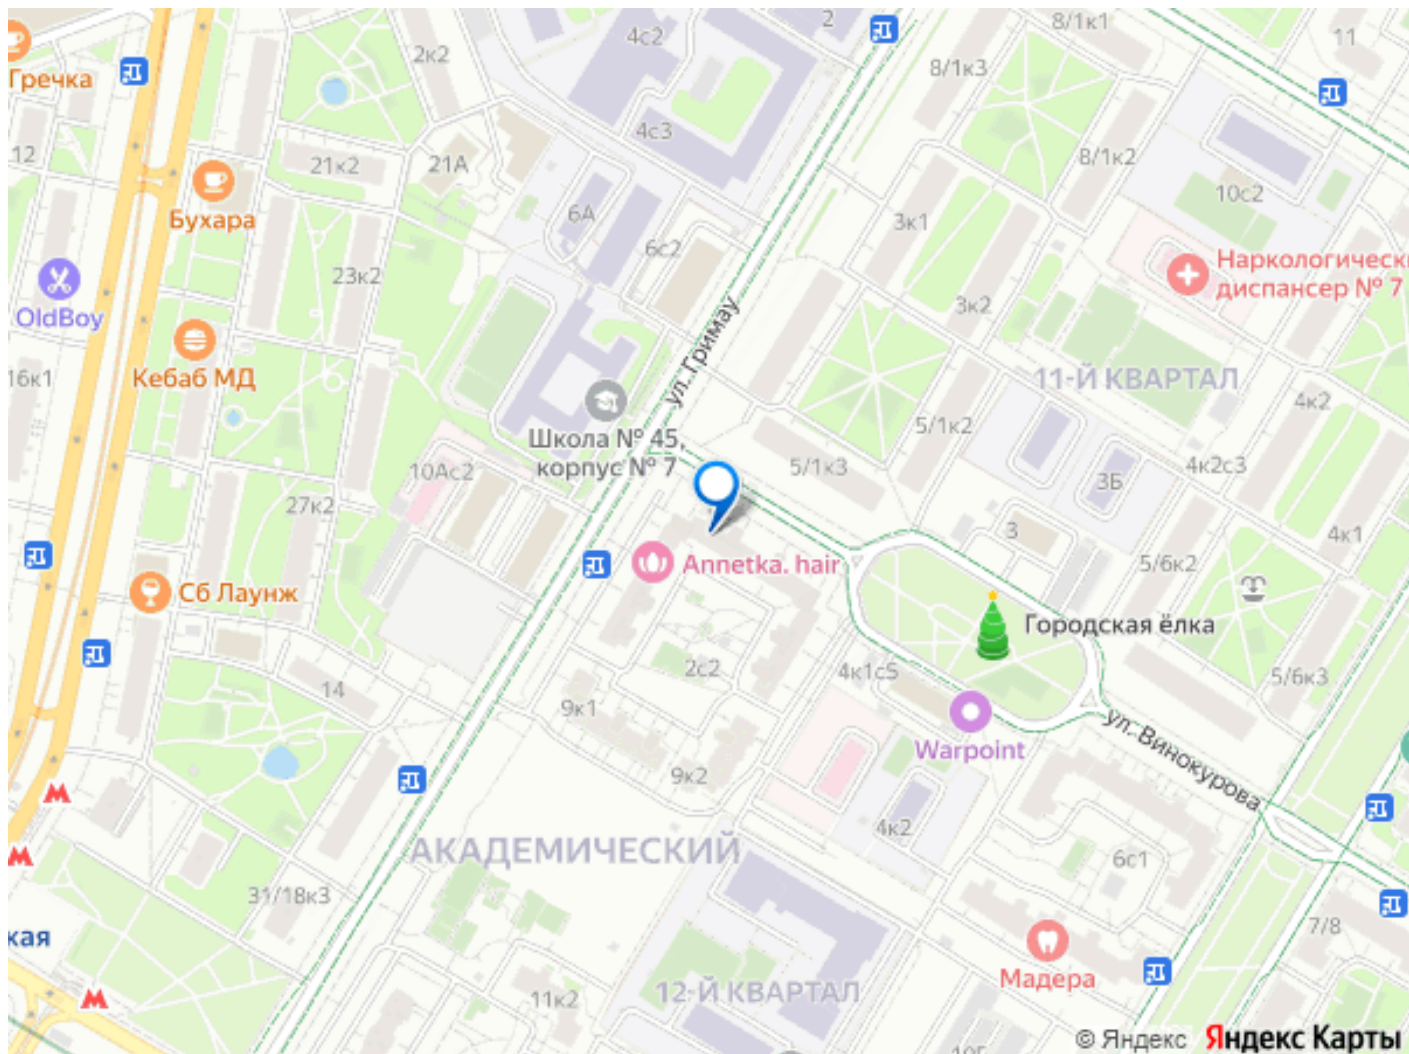 8/1к1
2
11
4с2
2к2
8/1к3
Гречка
4с3
12
21к2
21А
8/1к2
10с2
Бухара
6А
3к1
6с2
Наркологическ
диспансер № 7
23к2
OldBoy
3к2
ул. Гримау
16к1
Кебаб МД
11-Й КВАРТАЛ
4к2
Школа № 45,
корпус № 7
5/1к2
10Ас2
5/1к3
4к2с3
3Б
27к2
3
4к1
Annetka. hair
5/6к2
Сб Лаунж
Городская ёлка
2с2
4к1с5
5/6к3
14
9к1
Warpoint
ул. Винокурова
9к2
4к2
АКАДЕМИЧЕСКИЙ
6с1
31/18к3
7/8
кая
Мадера
11к2
12-Й КВАРТАЛ
© Яндекс Яндекс Карты